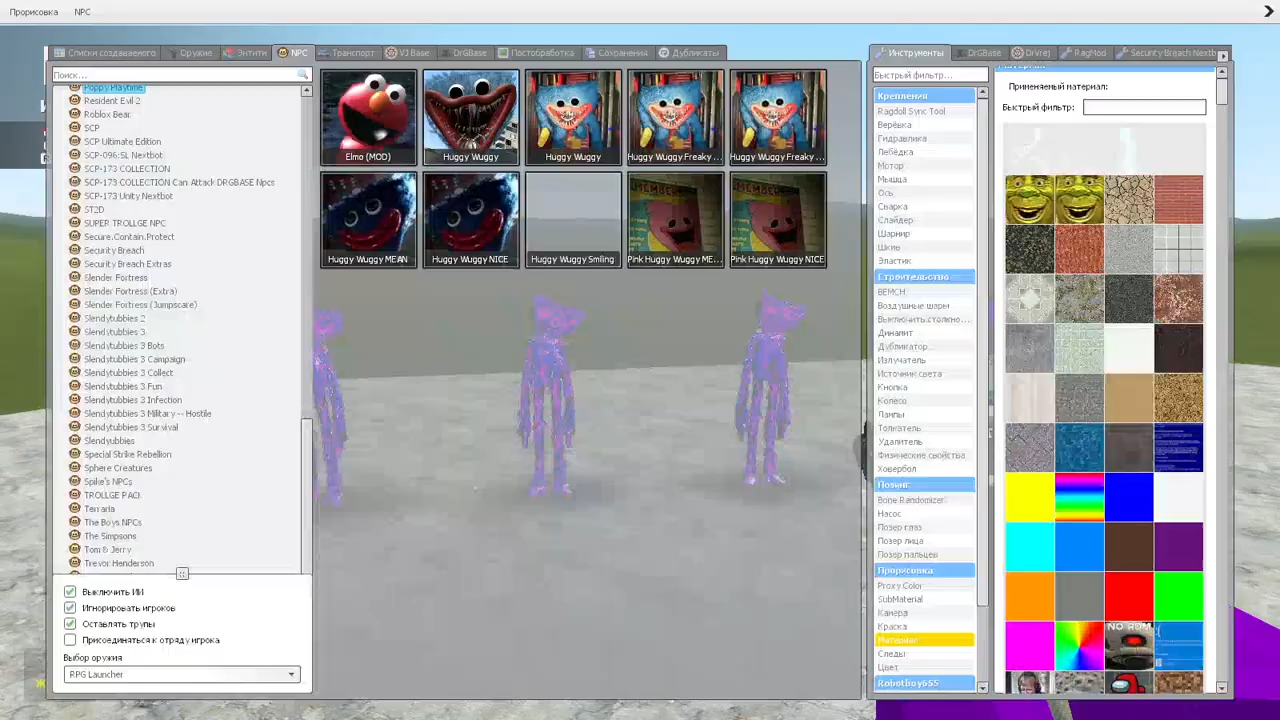 Прорисовка NPC
Списки создаваемого Оружие Энтити NPC Транспорт VJ Base DrGBase Постобработка Сохранения Дубликаты
Инструменты DrGBase DrVrej RagMod Security Breach Nextb
Поиск...
Poppy Playtime
Resident Evil 2
Roblox Bear
SCP
SCP Ultimate Edition
SCP-096:SL Nextbot
SCP-173 COLLECTION
SCP-173 COLLECTION Can Attack DRGBASE Npcs
SCP-173 Unity Nextbot
ST2D
SUPER TROLLGE NPC
Secure.Contain.Protect
Security Breach
Security Breach Extras
Slender Fortress
Slender Fortress (Extra)
Slender Fortress (Jumpscare)
Slendytubbies 2
Slendytubbies 3
Slendytubbies 3 Bots
Slendytubbies 3 Campaign
Slendytubbies 3 Collect
Slendytubbies 3 Fun
Slendytubbies 3 Infection
Slendytubbies 3 Military -- Hostile
Slendytubbies 3 Survival
Slendyubbies
Special Strike Rebellion
Sphere Creatures
Spike's NPCs
TROLLGE PACK
Terraria
The Boys NPCs
The Simpsons
Tom & Jerry
Trevor Henderson
Выключить ИИ
Игнорировать игроков
Оставлять трупы
Присоединяться к отряду игрока
Выбор оружия
RPG Launcher
Elmo (MOD) Huggy Wuggy Huggy Wuggy Huggy Wuggy Freaky ... Huggy Wuggy Freaky ...
Huggy Wuggy MEAN Huggy Wuggy NICE Huggy Wuggy Smling Pink Huggy Wuggy ME... Pink Huggy Wuggy NICE
Быстрый фильтр...
Крепления
Ragdoll Sync Tool
Верёвка
Гидравлика
Лебёдка
Мотор
Мышца
Ось
Сварка
Слайдер
Шарнир
Шкив
Эластик
Строительство
ВЕМСН
Воздушные шары
Выключить столкно...
Динамит
Дубликатор
Излучатель
Источник света
Кнопка
Колесо
Лампы
Толкатель
Удалитель
Физические свойства
Ховербол
Позинг
Bone Randomizer
Насос
Позер глаз
Позер лица
Позер пальцев
Прорисовка
Proxy Color
SubMaterial
Камера
Краска
Материал
Следы
Цвет
Robotboy655
Применяемый материал:
Быстрый фильтр: